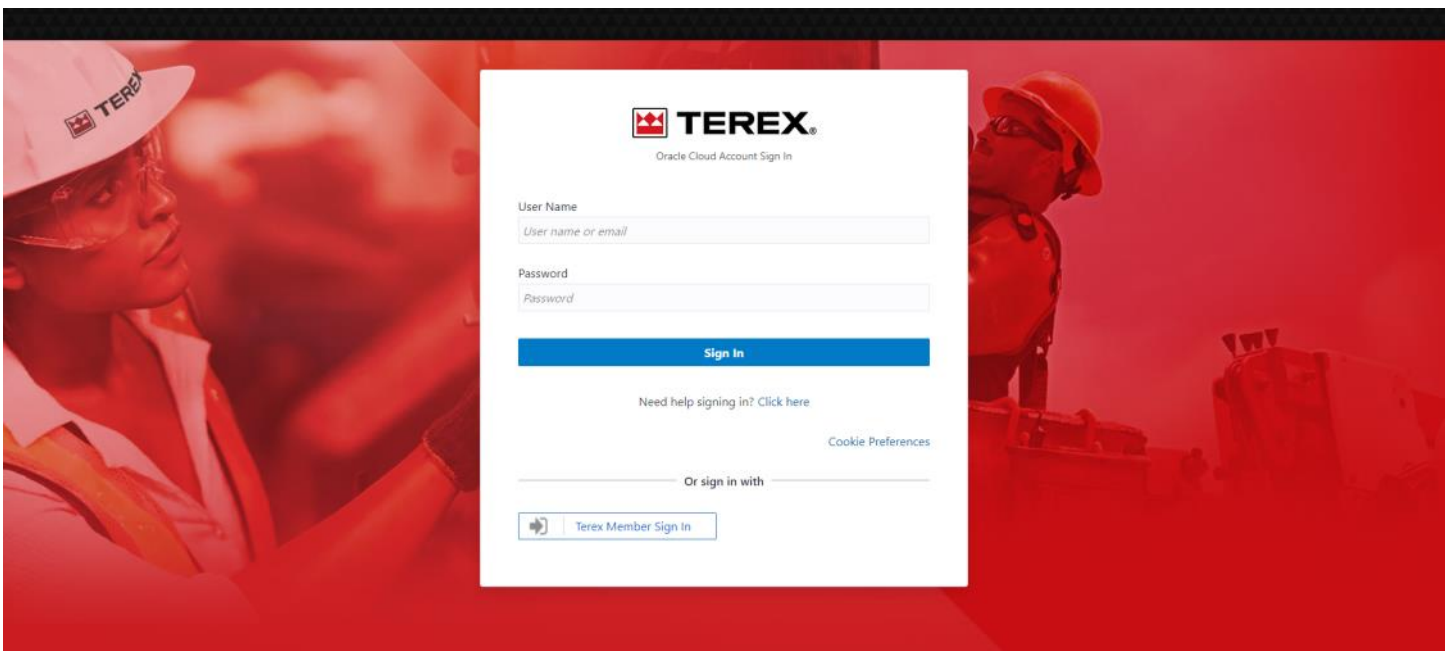 TEREX
TEREX®
Oracle Cloud Account Sign In
User Name
User name or email
Password
Password
Sign In
Need help signing in? Click here
Cookie Preferences
Or sign in with
Terex Member Sign In